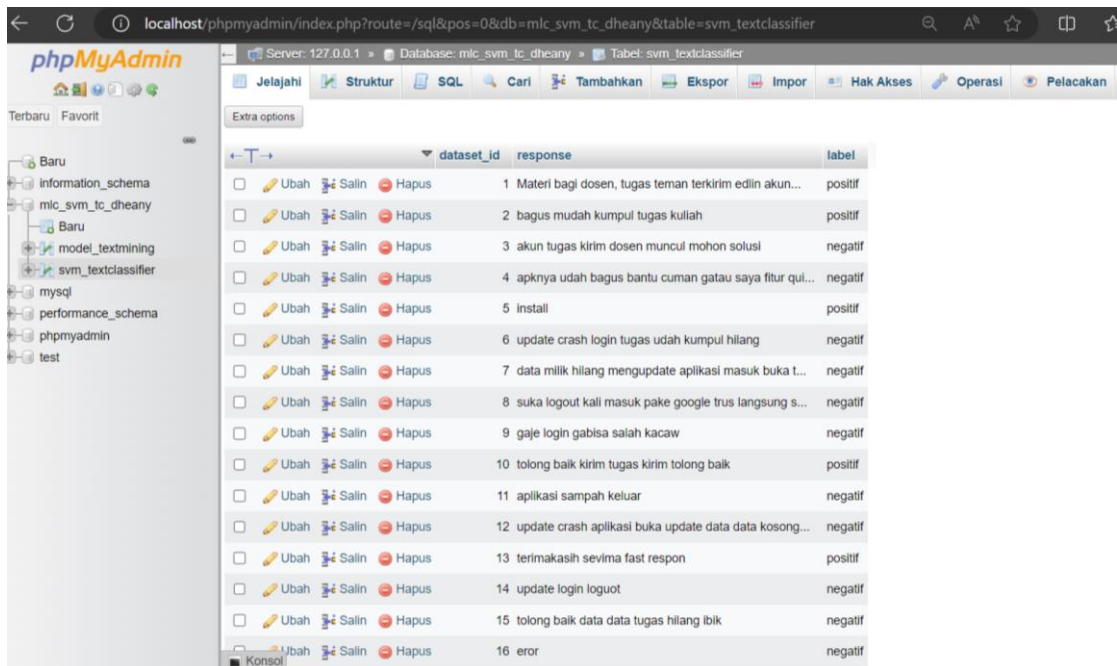 localhost/phpmyadmin/index.php?route=/sql&pos=0&db=mlc_svm_tc_dheany&table=svm_textclassifier
phpMyAdmin
Terbaru Favorit
Baru
information_schema
mlc_svm_tc_dheany
Baru
model_textmining
svm_textclassifier
mysql
performance_schema
phpmyadmin
test
Server: 127.0.0.1 » Database: mlc_svm_tc_dheany » Tabel: svm_textclassifier
Jelajahi Struktur SQL Cari Tambahkan Ekspor Impor Hak Akses Operasi Pelacakan
Extra options
dataset_id response label
Ubah Salin Hapus 1 Materi bagi dosen, tugas teman terkirim edlin akun... positif
Ubah Salin Hapus 2 bagus mudah kumpul tugas kuliah positif
Ubah Salin Hapus 3 akun tugas kirim dosen muncul mohon solusi negatif
Ubah Salin Hapus 4 apknya udah bagus bantu cuman gatau saya fitur qui... negatif
Ubah Salin Hapus 5 install positif
Ubah Salin Hapus 6 update crash login tugas udah kumpul hilang negatif
Ubah Salin Hapus 7 data milik hilang mengupdate aplikasi masuk buka t... negatif
Ubah Salin Hapus 8 suka logout kali masuk pake google trus langsung s... negatif
Ubah Salin Hapus 9 gaje login gabisa salah kacaw negatif
Ubah Salin Hapus 10 tolong baik kirim tugas kirim tolong baik positif
Ubah Salin Hapus 11 aplikasi sampah keluar negatif
Ubah Salin Hapus 12 update crash aplikasi buka update data data kosong... negatif
Ubah Salin Hapus 13 terimakasih sevima fast respon positif
Ubah Salin Hapus 14 update login loguot negatif
Ubah Salin Hapus 15 tolong baik data data tugas hilang ibik negatif
Ubah Salin Hapus 16 eror negatif
Konsol